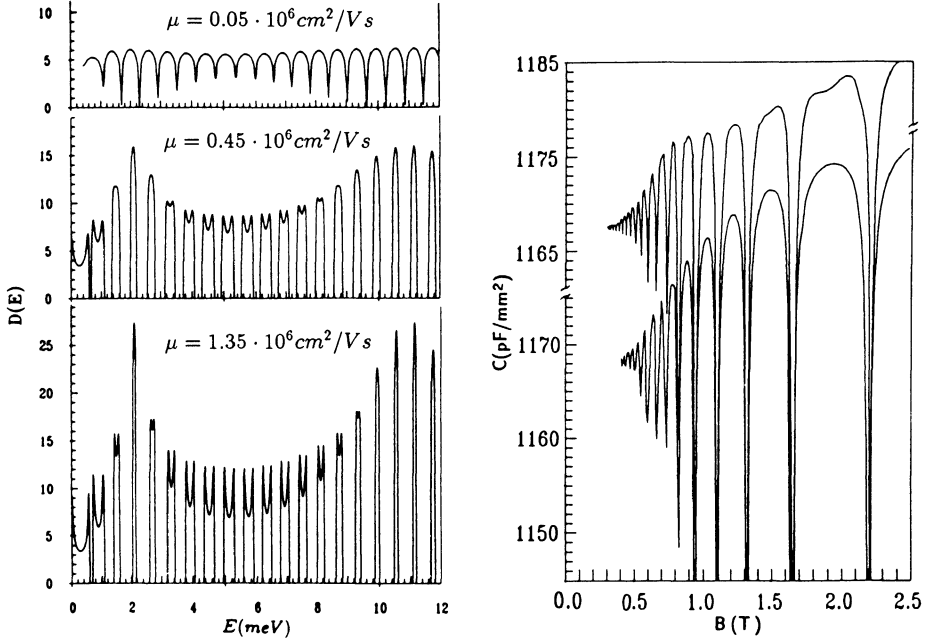 D(E)
10
5
0
μ = 0.05 · 10⁶cm²/Vs
20
15
10
5
0
μ = 0.45 · 10⁶cm²/Vs
25
20
15
10
5
0
μ = 1.35 · 10⁶cm²/Vs
D(E)
0 2 4 6 8 10 12
E(meV)
1185
1175
1165
1170
1160
1150
C(pF/mm²)
0.0 0.5 1.0 1.5 2.0 2.5
B(T)